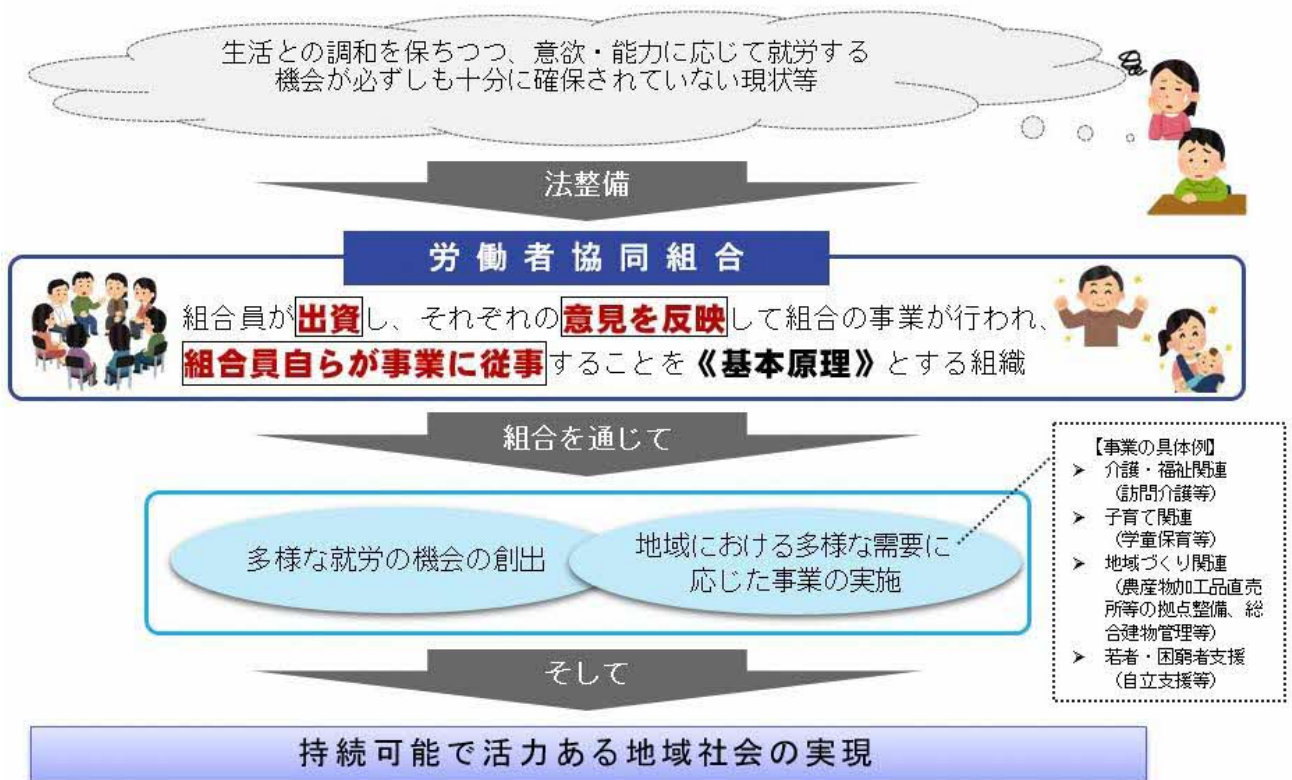 生活との調和を保ちつつ、意欲・能力に応じて就労する
機会が必ずしも十分に確保されていない現状等
法整備
労働者協同組合
組合員が出資し、それぞれの意見を反映して組合の事業が行われ、
組合員自らが事業に従事することを《基本原理》とする組織
組合を通じて
多様な就労の機会の創出
地域における多様な需要に
応じた事業の実施
【事業の具体例】
➢ 介護・福祉関連
（訪問介護等）
➢ 子育て関連
（学童保育等）
➢ 地域づくり関連
（農産物加工品直売
所等の拠点整備、総
合建物管理等）
➢ 若者・困窮者支援
（自立支援等）
そして
持続可能で活力ある地域社会の実現